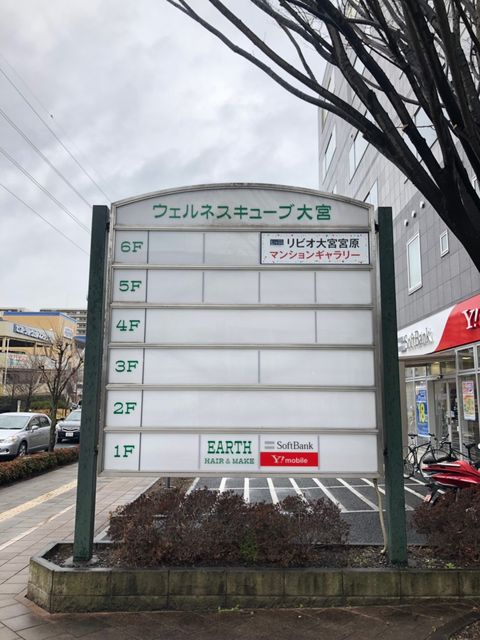 ウェルネスキューブ大宮
6F
リビオ大宮宮原
マンションギャラリー
5F
4F
3F
2F
1F
EARTH
HAIR & MAKE
SoftBank
Y!mobile
SoftBank
Y!